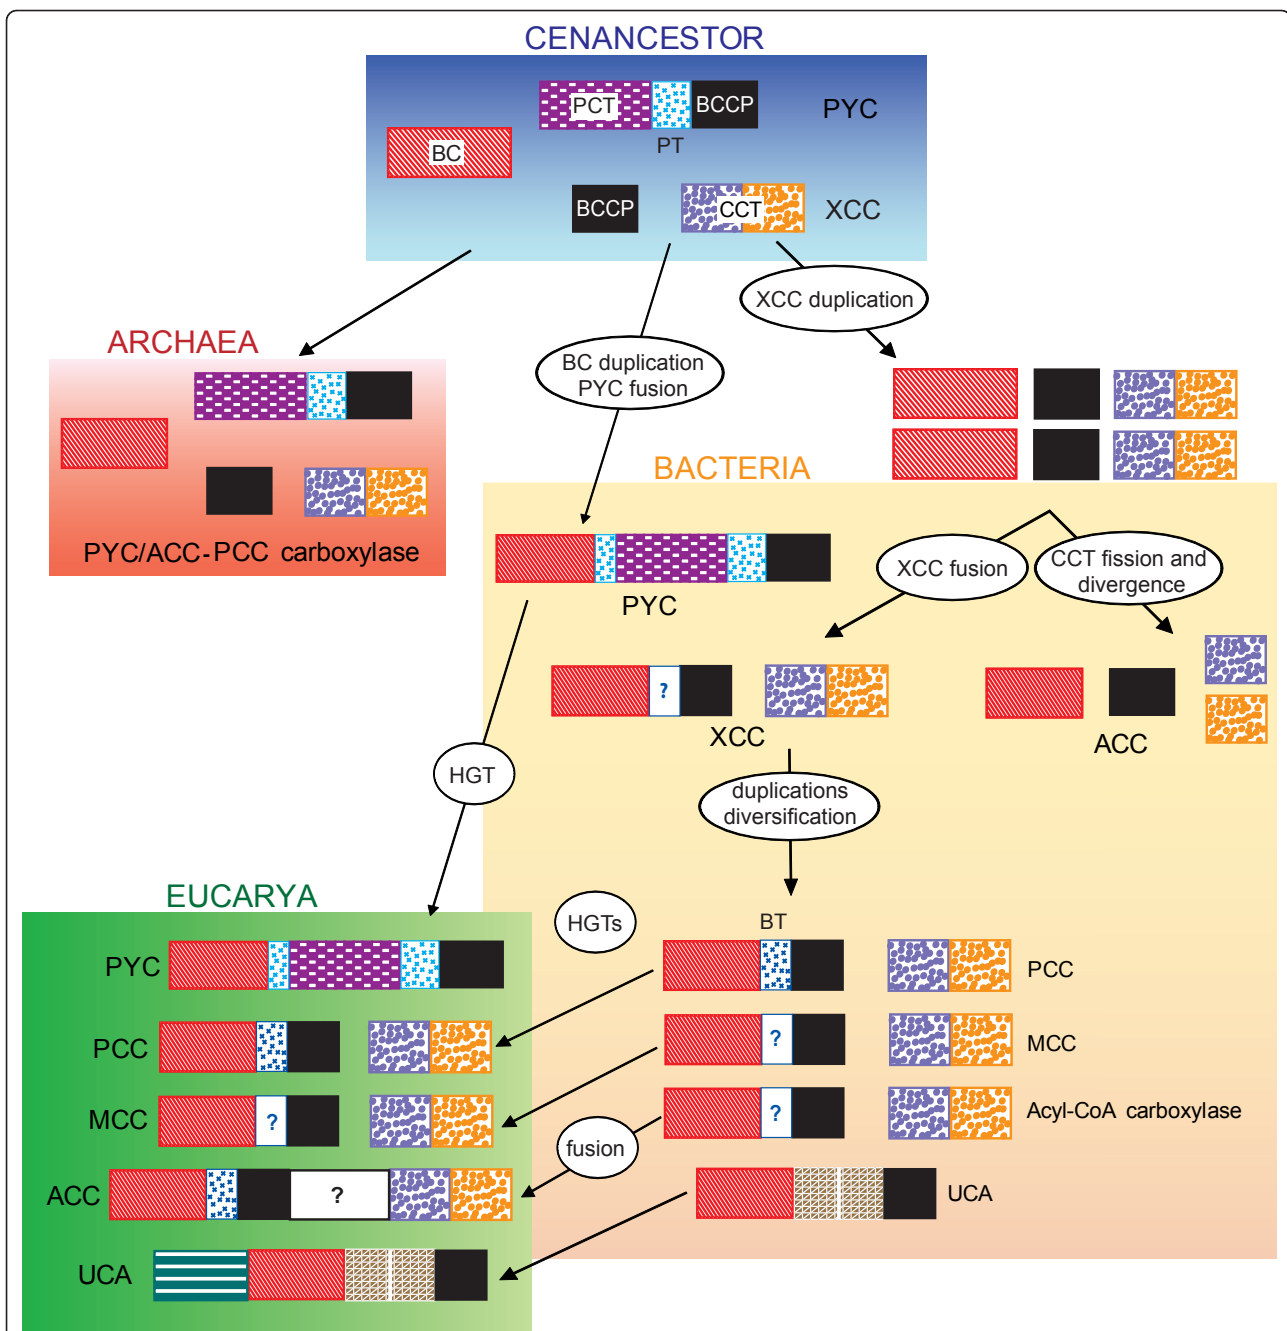 CENANCESTOR
PCT
BCCP
PYC
PT
BC
BCCP
CCT
XCC
XCC duplication
ARCHAEA
BC duplication
PYC fusion
PYC/ACC-PCC carboxylase
BACTERIA
PYC
XCC fusion
CCT fission and
divergence
?
XCC
ACC
HGT
duplications
diversification
EUCARYA
HGTs
BT
PYC
PCC
PCC
?
MCC
MCC
?
?
Acyl-CoA carboxylase
fusion
ACC
?
UCA
UCA